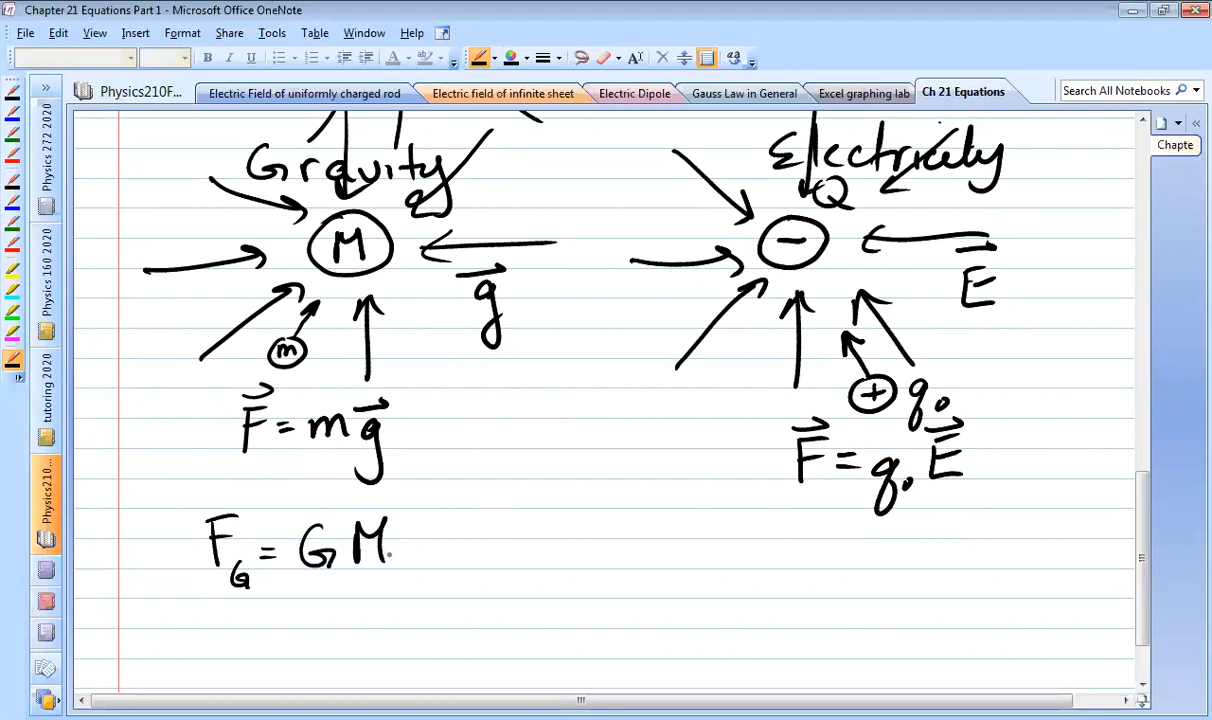 Chapter 21 Equations Part 1 - Microsoft Office OneNote
File Edit View Insert Format Share Tools Table Window Help
B I U A A
Physics210F... Electric Field of uniformly charged rod Electric field of infinite sheet Electric Dipole Gauss Law in General Excel graphing lab Ch 21 Equations Search All Notebooks
Chapte
Physics 272 2020
Physics 160 2020
tutoring 2020
Physics210...
Gravity
M
g
m
F = mg
F_G = G M
Electricity
Q
−
E
+ q₀
F = q₀ E